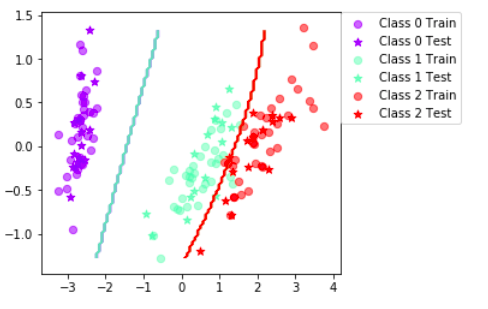 1.5
1.0
0.5
0.0
−0.5
−1.0
−3 −2 −1 0 1 2 3 4
Class 0 Train
Class 0 Test
Class 1 Train
Class 1 Test
Class 2 Train
Class 2 Test